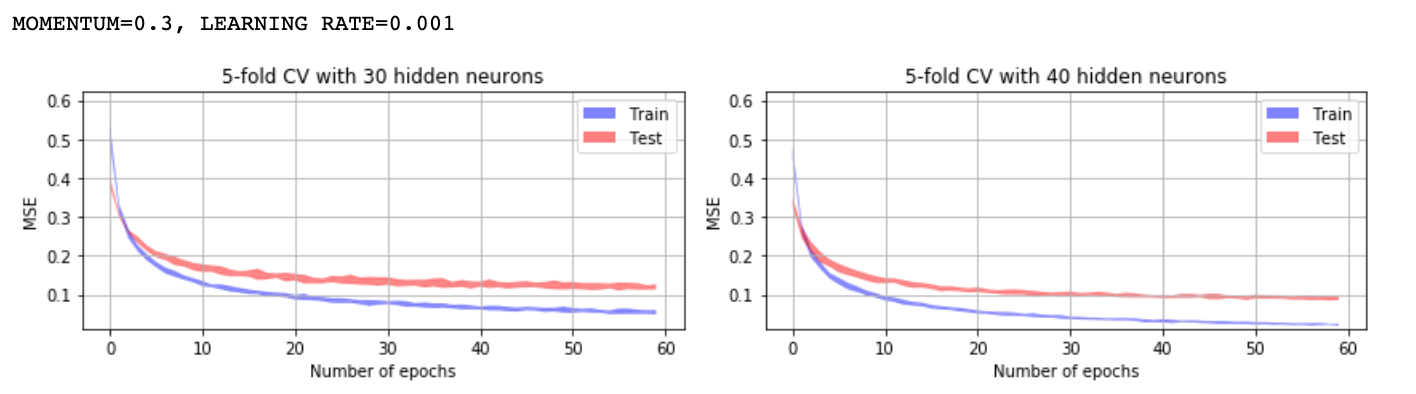 MOMENTUM=0.3, LEARNING RATE=0.001
5-fold CV with 30 hidden neurons
0.6
0.5
0.4
0.3
0.2
0.1
MSE
Train
Test
0 10 20 30 40 50 60
Number of epochs
5-fold CV with 40 hidden neurons
0.6
0.5
0.4
0.3
0.2
0.1
MSE
Train
Test
0 10 20 30 40 50 60
Number of epochs